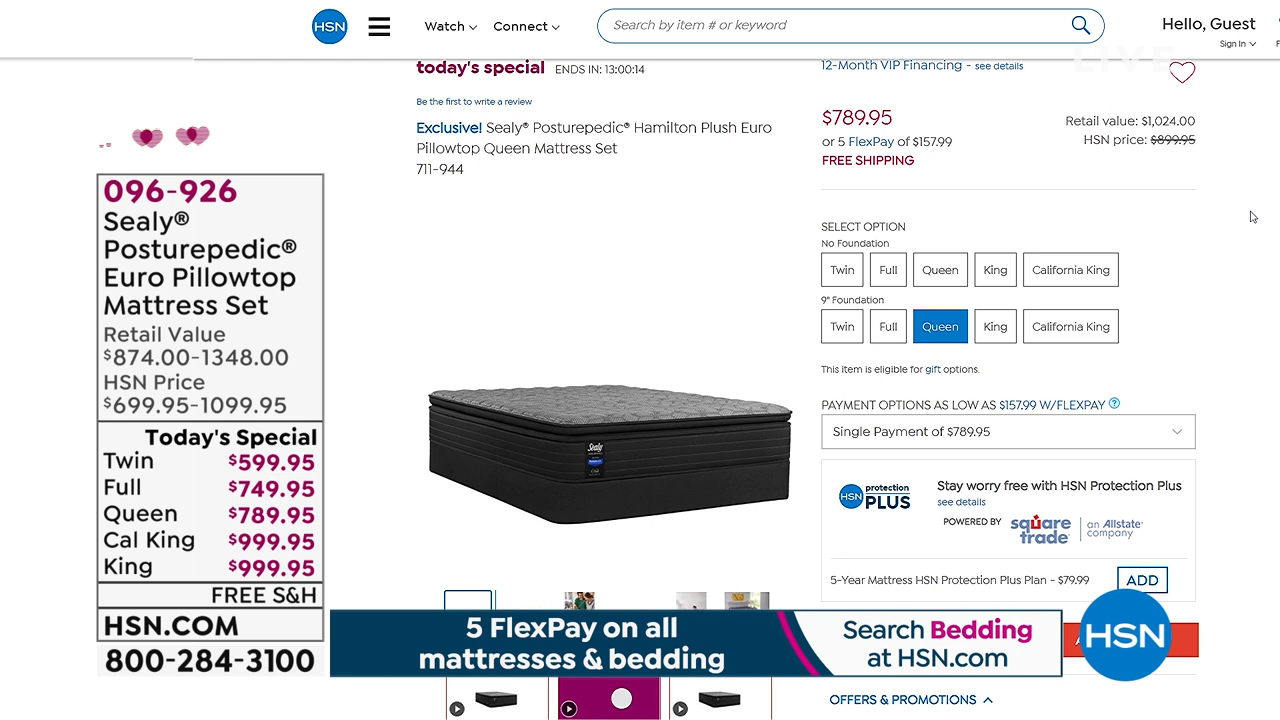 HSN
Watch
Connect
Search by item # or keyword
Hello, Guest
Sign In
LIVE
today's special ENDS IN: 13:00:14
12-Month VIP Financing - see details
Be the first to write a review
Exclusive! Sealy® Posturepedic® Hamilton Plush Euro
Pillowtop Queen Mattress Set
711-944
$789.95
or 5 FlexPay of $157.99
FREE SHIPPING
Retail value: $1,024.00
HSN price: $899.95
096-926
Sealy®
Posturepedic®
Euro Pillowtop
Mattress Set
Retail Value
$874.00-1348.00
HSN Price
$699.95-1099.95
Today's Special
Twin $599.95
Full $749.95
Queen $789.95
Cal King $999.95
King $999.95
FREE S&H
HSN.COM
800-284-3100
Sealy
SELECT OPTION
No Foundation
Twin Full Queen King California King
9" Foundation
Twin Full Queen King California King
This item is eligible for gift options.
PAYMENT OPTIONS AS LOW AS $157.99 W/FLEXPAY ?
Single Payment of $789.95
HSN protection PLUS
Stay worry free with HSN Protection Plus
see details
POWERED BY square trade an Allstate company
5-Year Mattress HSN Protection Plus Plan - $79.99 ADD
5 FlexPay on all
mattresses & bedding
Search Bedding
at HSN.com
HSN
OFFERS & PROMOTIONS